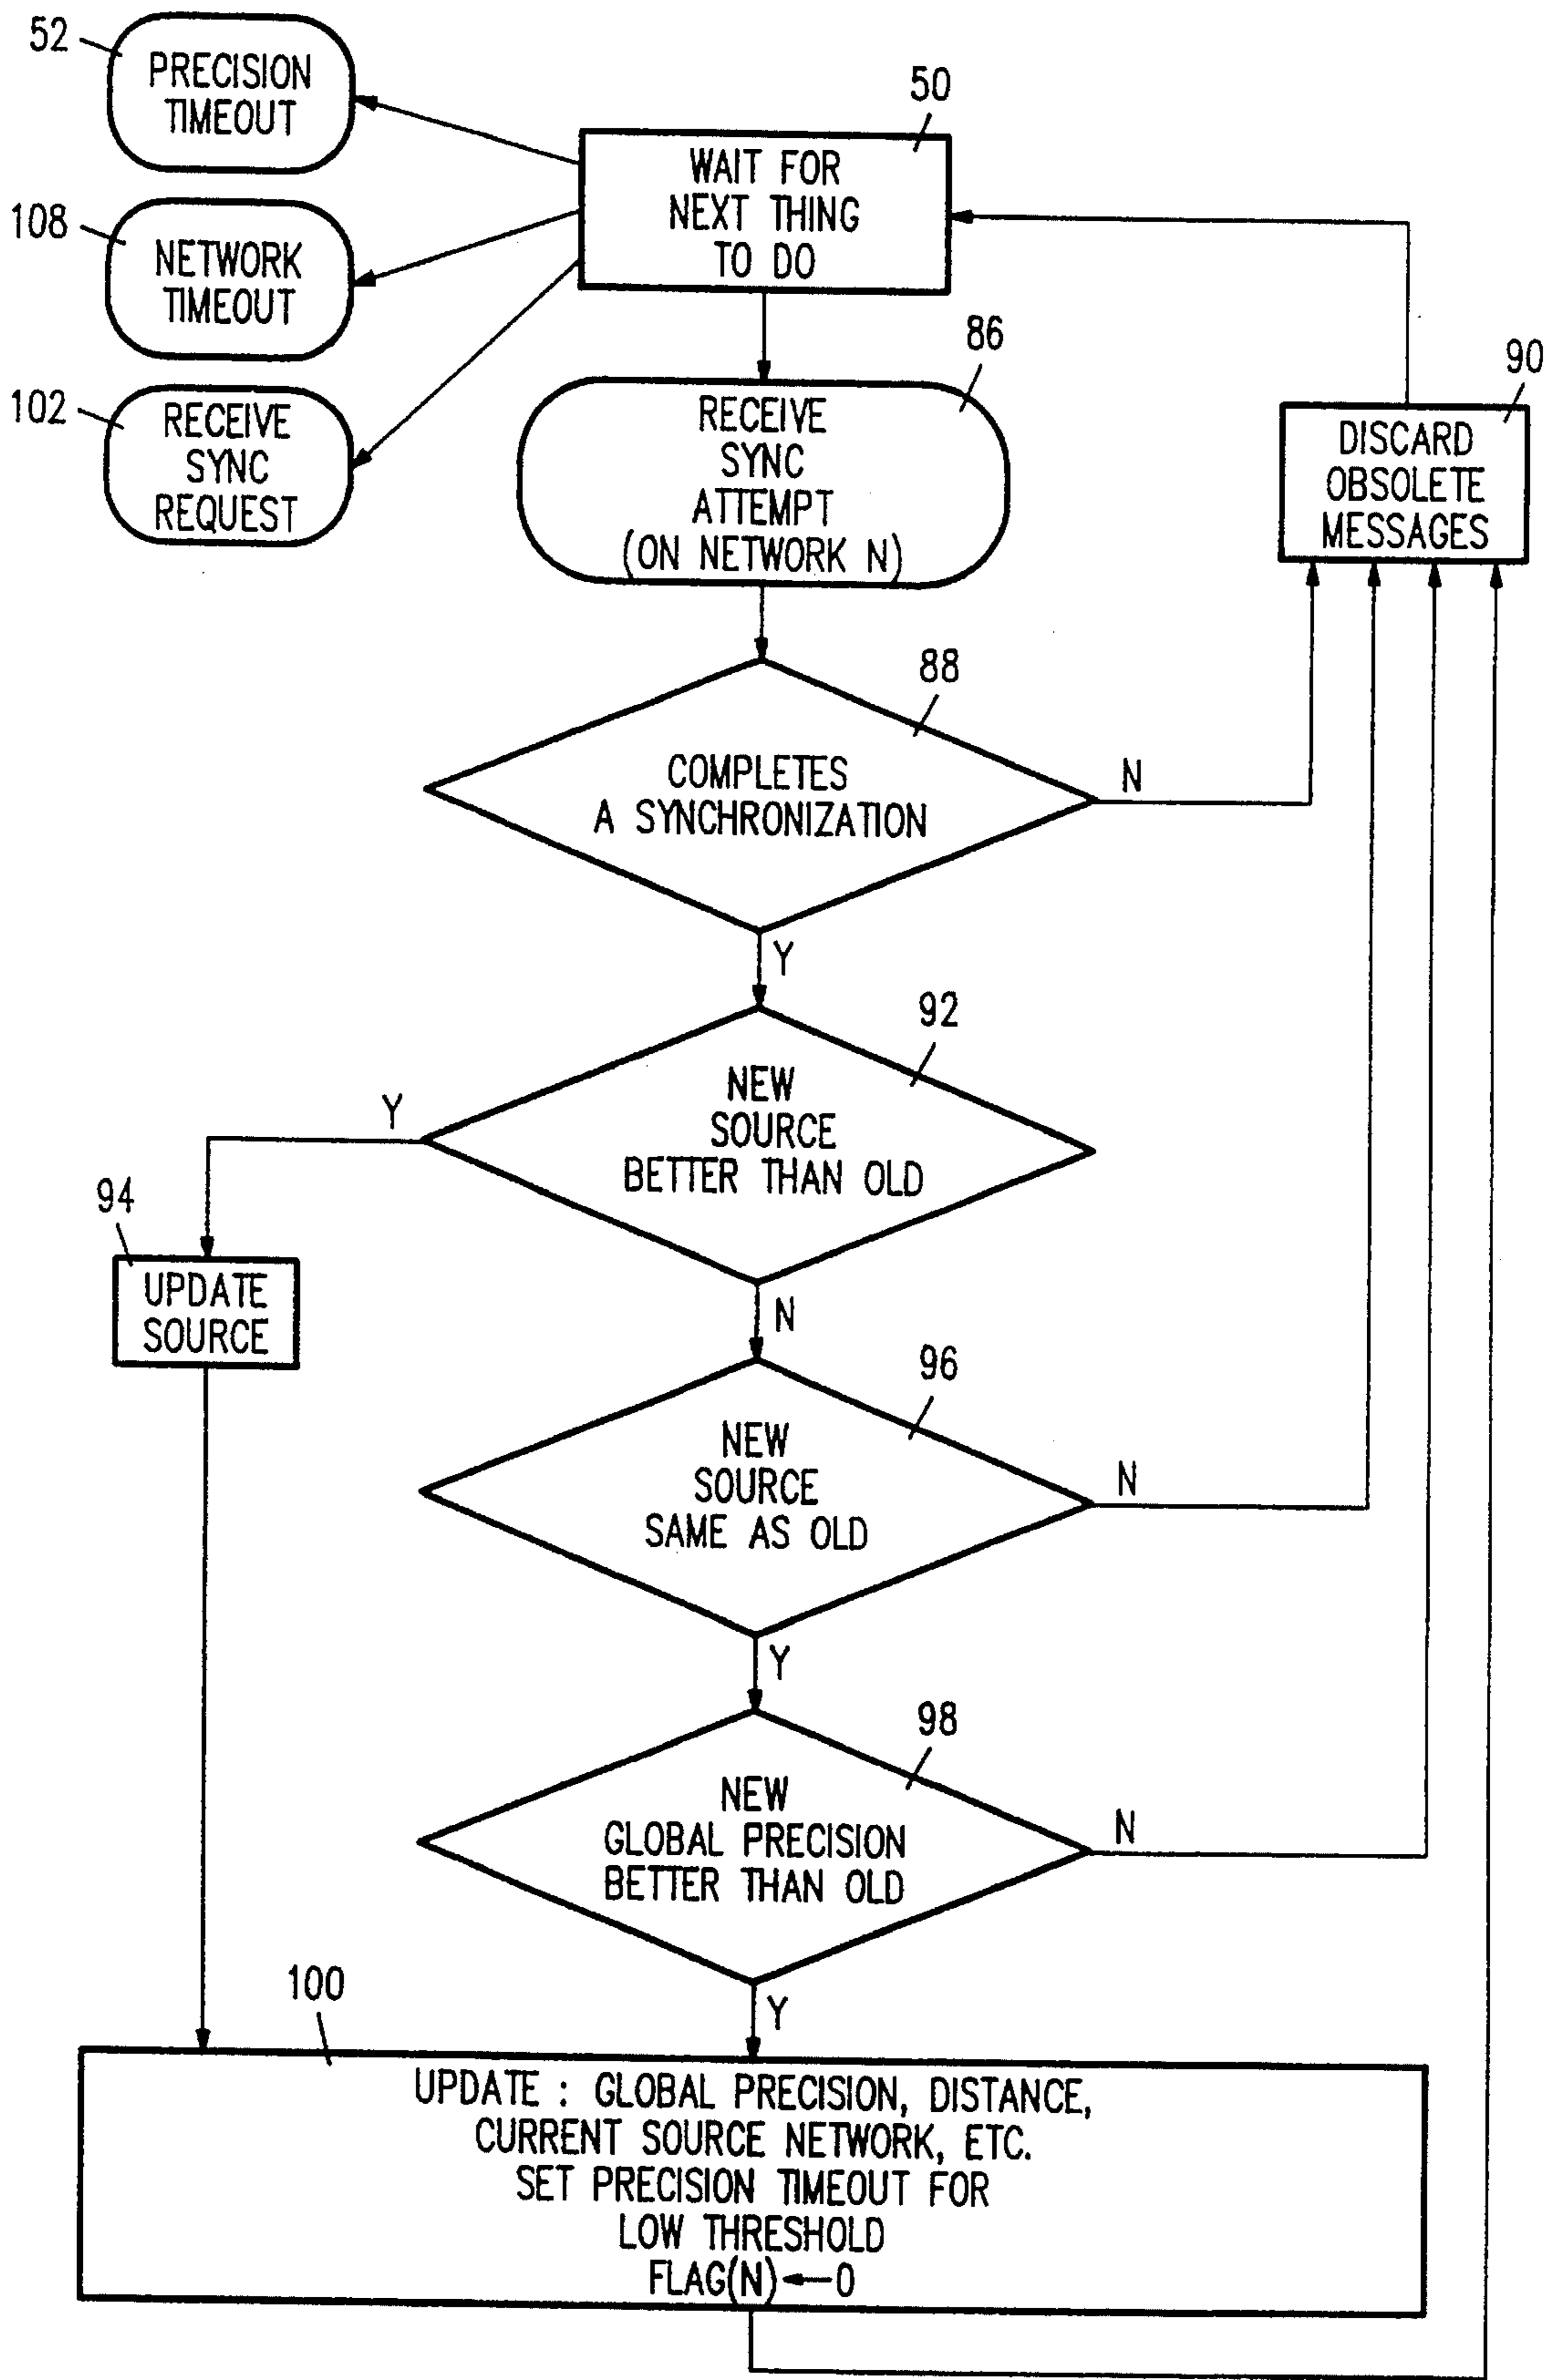 52
PRECISION
TIMEOUT
50
WAIT FOR
NEXT THING
TO DO
108
NETWORK
TIMEOUT
102
RECEIVE
SYNC
REQUEST
86
RECEIVE
SYNC
ATTEMPT
(ON NETWORK N)
90
DISCARD
OBSOLETE
MESSAGES
88
COMPLETES
A SYNCHRONIZATION
N
Y
92
NEW
SOURCE
BETTER THAN OLD
Y
94
UPDATE
SOURCE
N
96
NEW
SOURCE
SAME AS OLD
N
Y
98
NEW
GLOBAL PRECISION
BETTER THAN OLD
N
Y
100
UPDATE : GLOBAL PRECISION, DISTANCE,
CURRENT SOURCE NETWORK, ETC.
SET PRECISION TIMEOUT FOR
LOW THRESHOLD
FLAG(N)←0